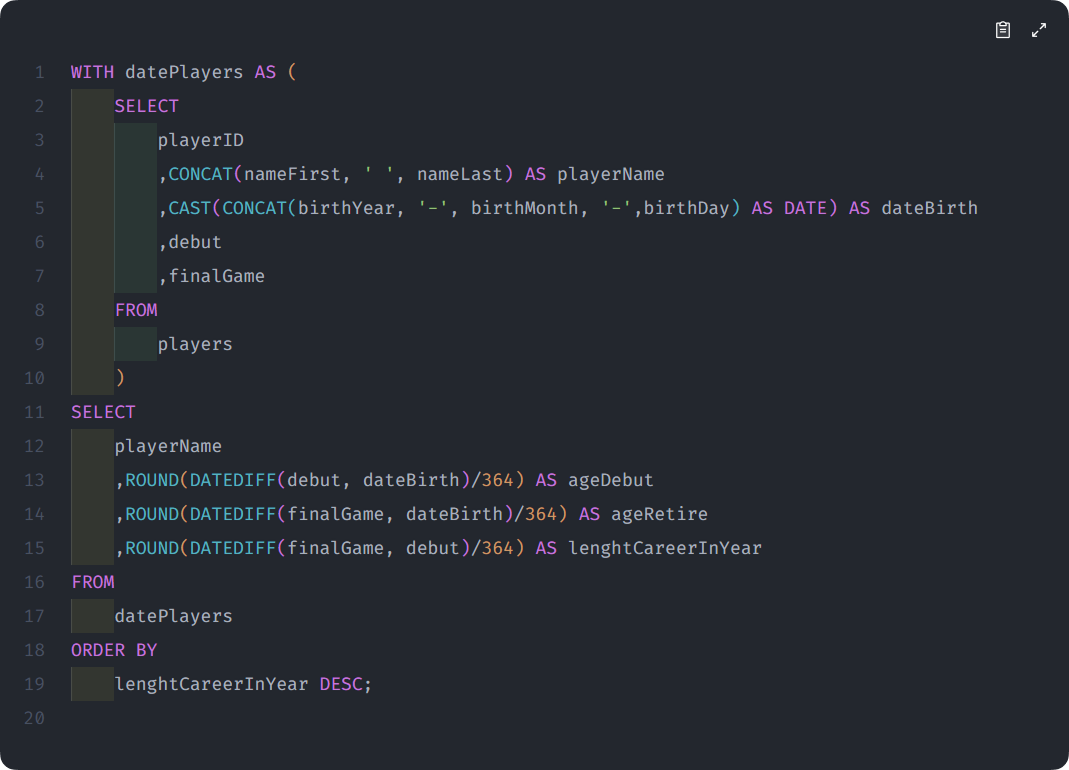 1 WITH datePlayers AS (
2 SELECT
3 playerID
4 ,CONCAT(nameFirst, ' ', nameLast) AS playerName
5 ,CAST(CONCAT(birthYear, '-', birthMonth, '-',birthDay) AS DATE) AS dateBirth
6 ,debut
7 ,finalGame
8 FROM
9 players
10 )
11 SELECT
12 playerName
13 ,ROUND(DATEDIFF(debut, dateBirth)/364) AS ageDebut
14 ,ROUND(DATEDIFF(finalGame, dateBirth)/364) AS ageRetire
15 ,ROUND(DATEDIFF(finalGame, debut)/364) AS lenghtCareerInYear
16 FROM
17 datePlayers
18 ORDER BY
19 lenghtCareerInYear DESC;
20